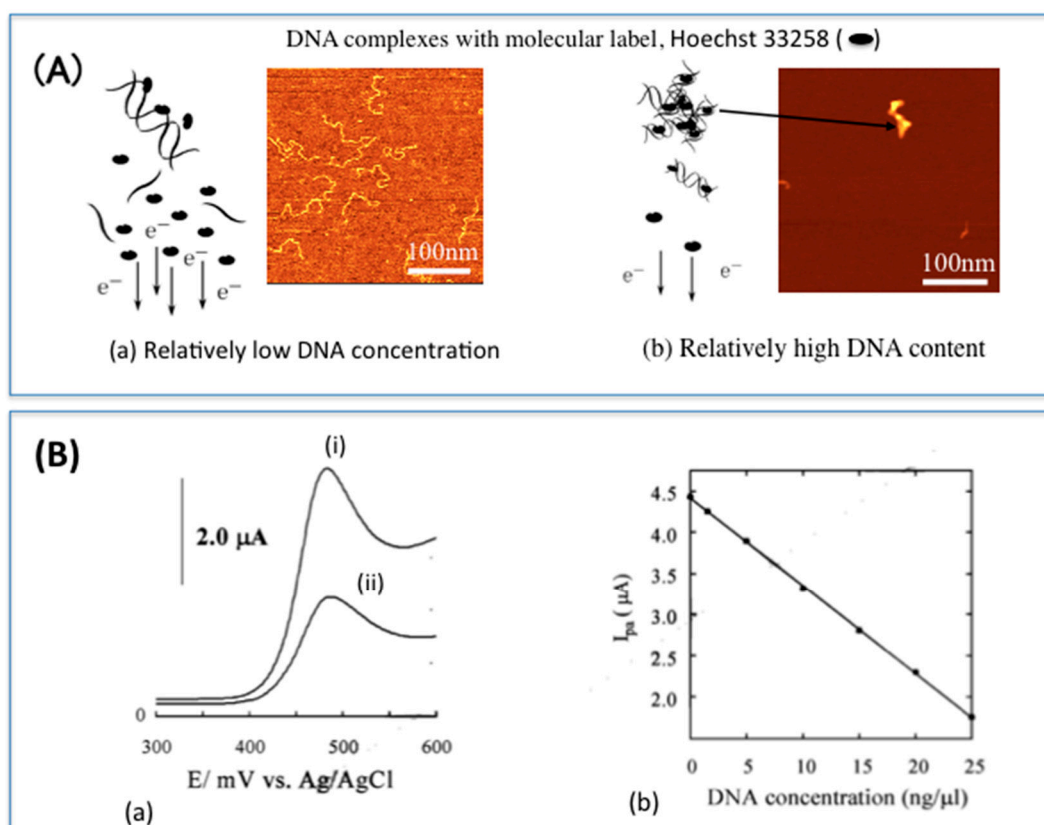 DNA complexes with molecular label, Hoechst 33258 ( )
(A)
e⁻
e⁻
e⁻
e⁻
100nm
e⁻
e⁻
100nm
(a) Relatively low DNA concentration
(b) Relatively high DNA content
(B)
(i)
2.0 μA
(ii)
0
300
400
500
600
E/ mV vs. Ag/AgCl
(a)
4.5
4.0
3.5
3.0
2.5
2.0
Iₚₐ ( μA)
0
5
10
15
20
25
DNA concentration (ng/μl)
(b)